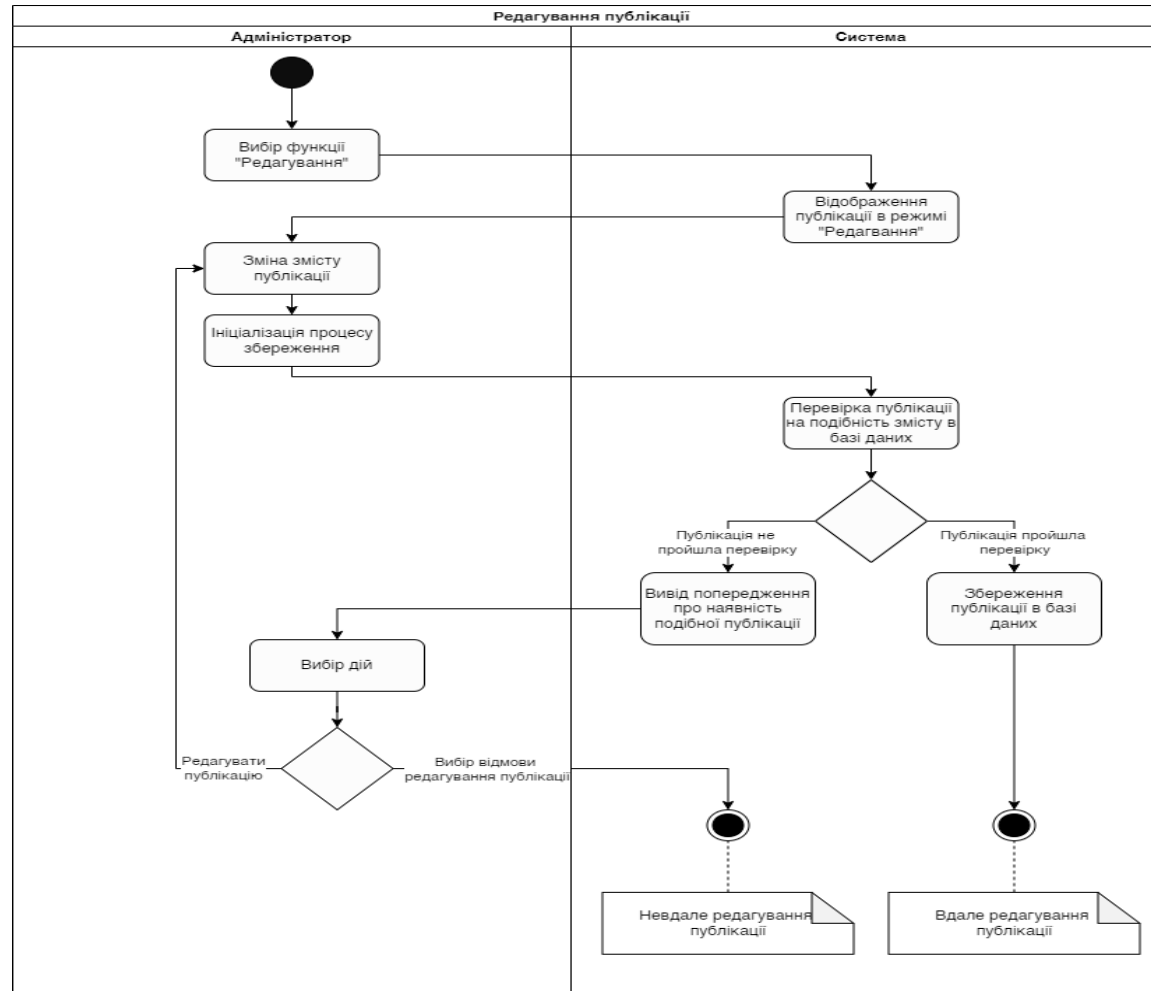 Редагування публікації
Адміністратор
Система
Вибір функції
"Редагування"
Відображення
публікації в режимі
"Редагвання"
Зміна змісту
публікації
Ініціалізація процесу
збереження
Перевірка публікації
на подібність змісту в
базі даних
Публікація не
пройшла перевірку
Публікація пройшла
перевірку
Вивід попередження
про наявність
подібної публікації
Збереження
публікації в базі
даних
Вибір дій
Редагувати
публікацію
Вибір відмови
редагування публікації
Невдале редагування
публікації
Вдале редагування
публікації